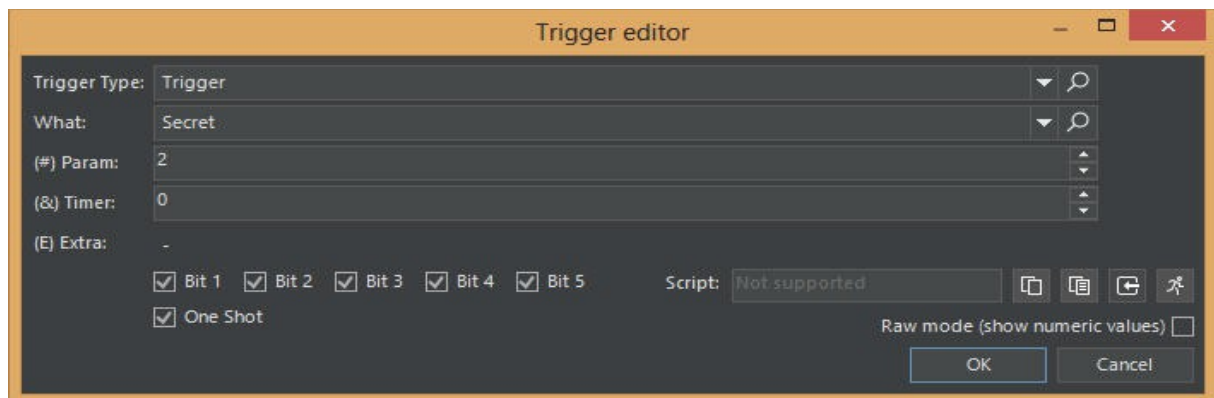 Trigger editor
Trigger Type: Trigger
What: Secret
(#) Param: 2
(&) Timer: 0
(E) Extra: -
Bit 1 Bit 2 Bit 3 Bit 4 Bit 5 Script: Not supported
One Shot
Raw mode (show numeric values)
OK Cancel